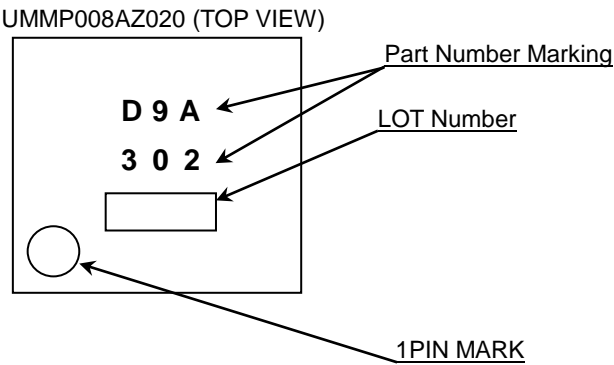 UMMP008AZ020 (TOP VIEW)
Part Number Marking
D 9 A
LOT Number
3 0 2
1PIN MARK